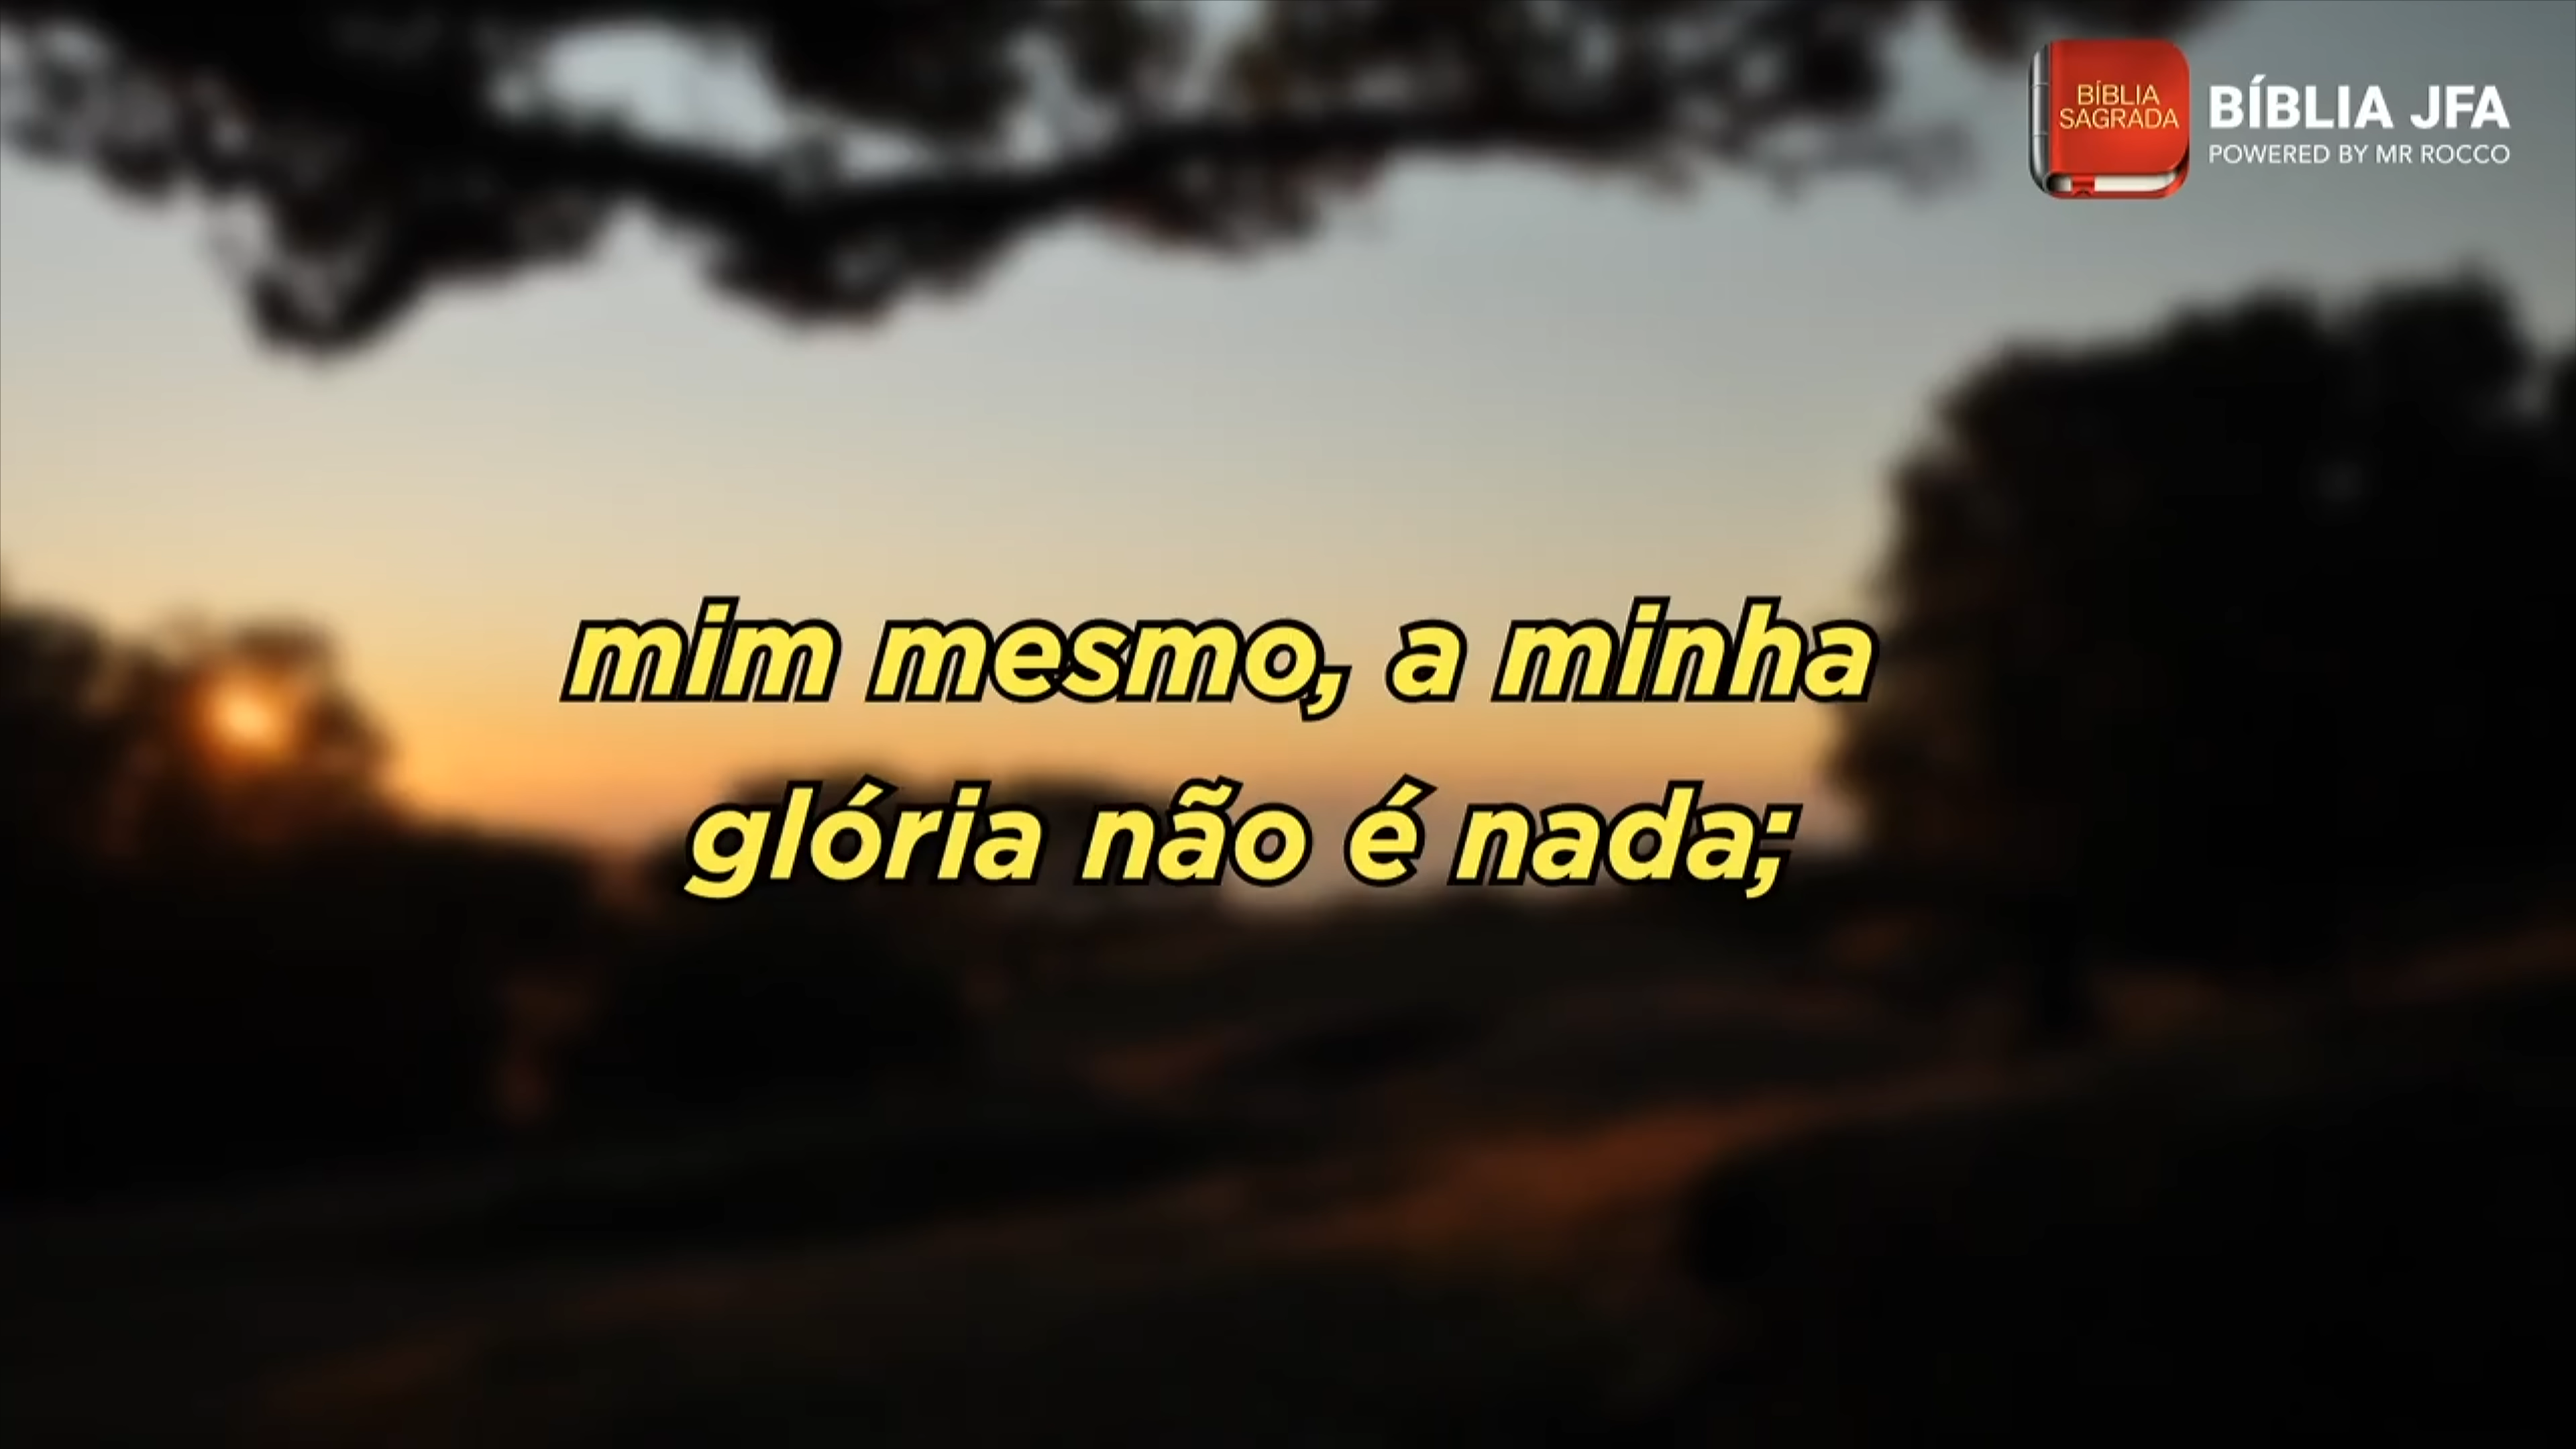 BÍBLIA
SAGRADA
BÍBLIA JFA
POWERED BY MR ROCCO
mim mesmo, a minha
glória não é nada;